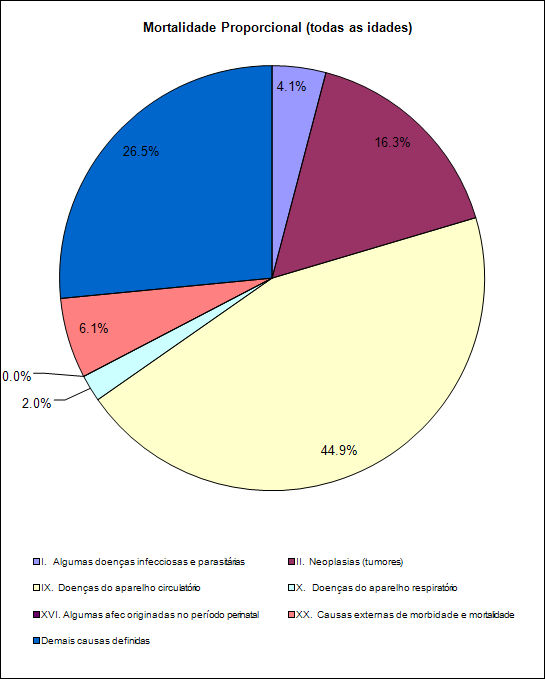 Mortalidade Proporcional (todas as idades)
4.1%
16.3%
26.5%
6.1%
0.0%
2.0%
44.9%
I. Algumas doenças infecciosas e parasitárias
II. Neoplasias (tumores)
IX. Doenças do aparelho circulatório
X. Doenças do aparelho respiratório
XVI. Algumas afec originadas no período perinatal
XX. Causas externas de morbidade e mortalidade
Demais causas definidas